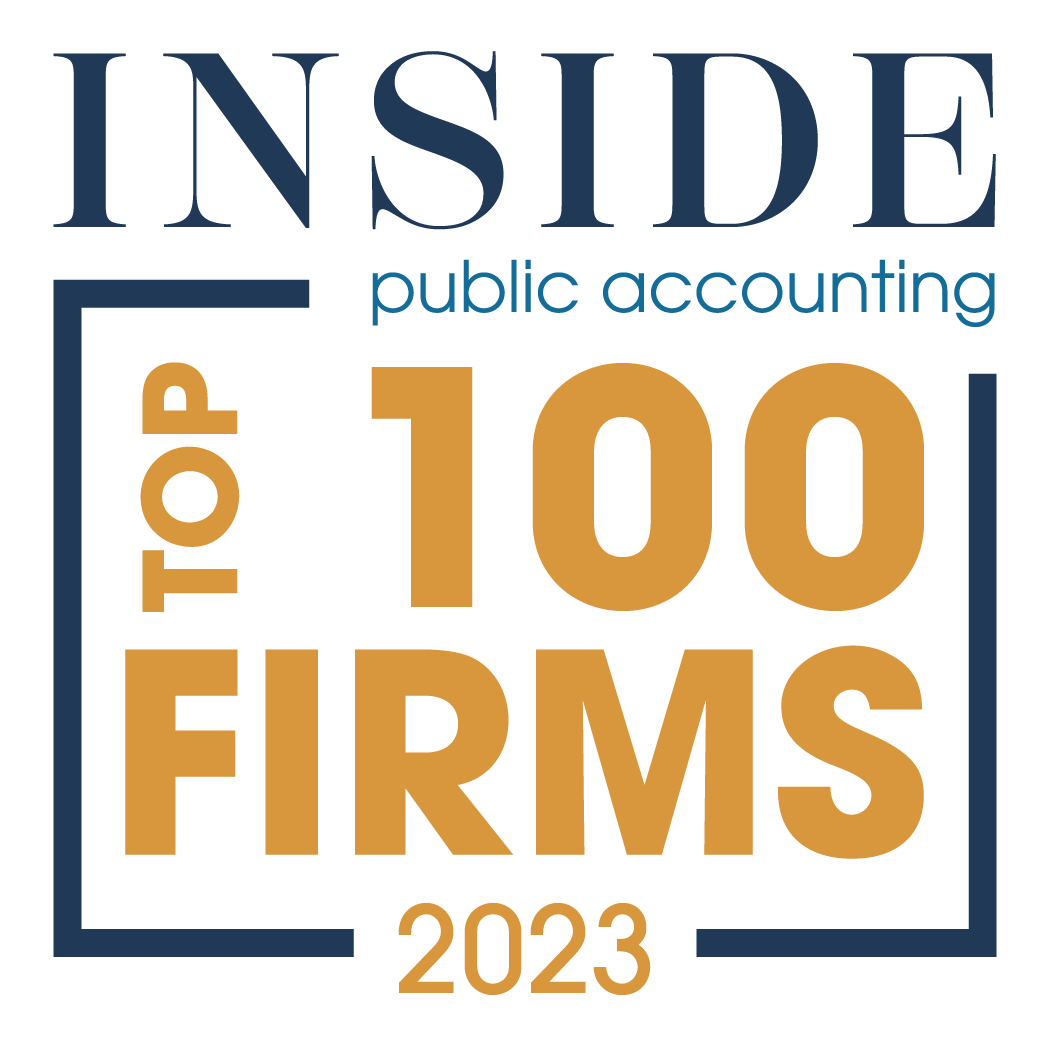 INSIDE
public accounting
TOP
100
FIRMS
2023